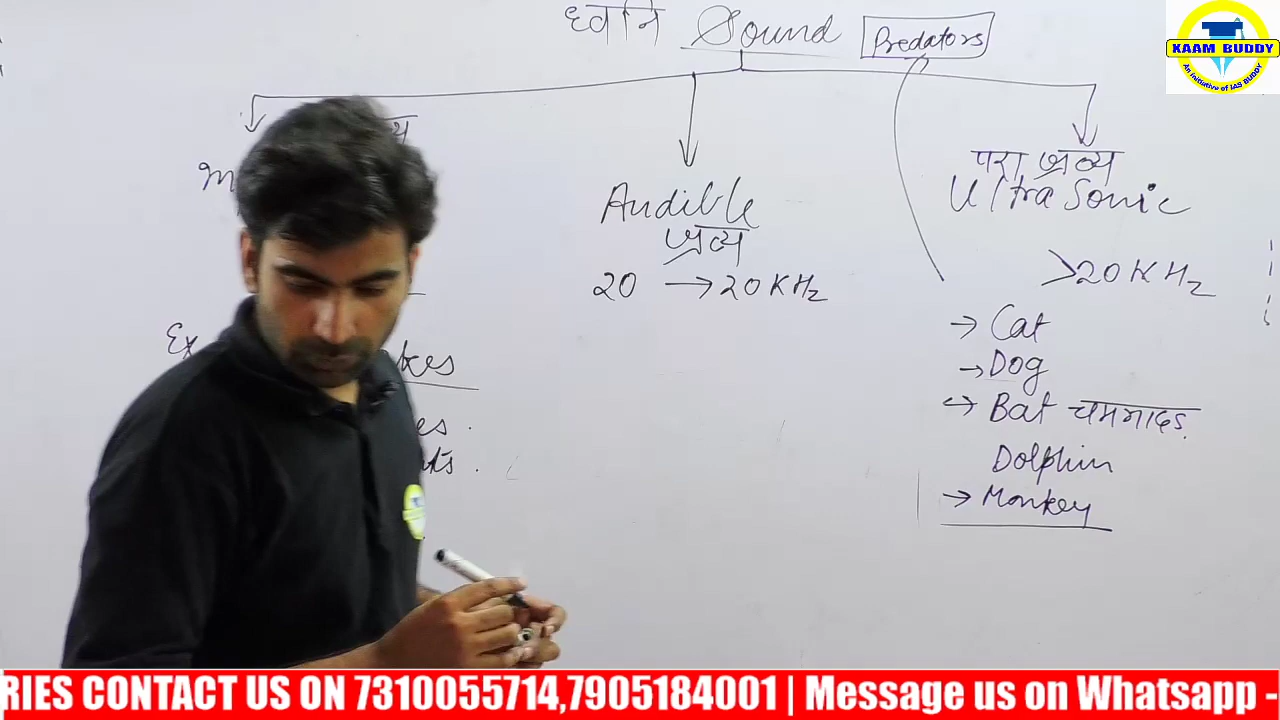 ध्वनि Sound Predators
KAAM BUDDY
An Initiative of IAS BUDDY
Audible
श्रव्य
20 → 20 KHz
परा श्रव्य
Ultra Sonic
>20 KHz
→ Cat
→ Dog
↔ Bat चमगादड़
Dolphin
→ Monkey
Ex
RIES CONTACT US ON 7310055714,7905184001 | Message us on Whatsapp -